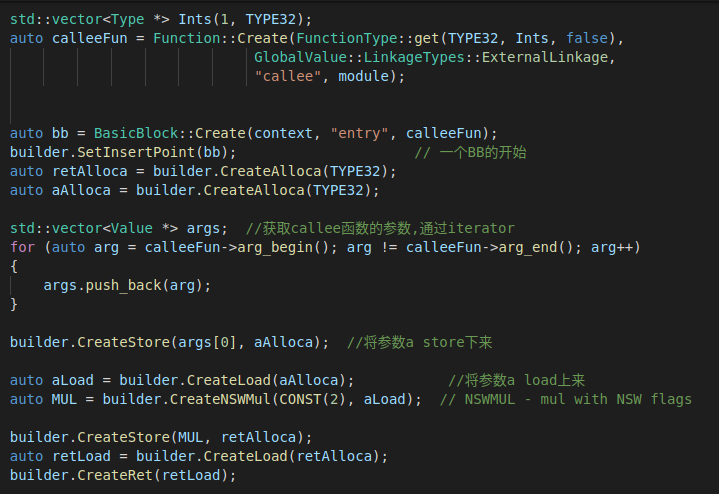 std::vector<Type *> Ints(1, TYPE32);
auto calleeFun = Function::Create(FunctionType::get(TYPE32, Ints, false),
GlobalValue::LinkageTypes::ExternalLinkage,
"callee", module);
auto bb = BasicBlock::Create(context, "entry", calleeFun);
builder.SetInsertPoint(bb); // 一个BB的开始
auto retAlloca = builder.CreateAlloca(TYPE32);
auto aAlloca = builder.CreateAlloca(TYPE32);
std::vector<Value *> args; //获取callee函数的参数,通过iterator
for (auto arg = calleeFun->arg_begin(); arg != calleeFun->arg_end(); arg++)
{
args.push_back(arg);
}
builder.CreateStore(args[0], aAlloca); //将参数a store下来
auto aLoad = builder.CreateLoad(aAlloca); //将参数a load上来
auto MUL = builder.CreateNSWMul(CONST(2), aLoad); // NSWMUL - mul with NSW flags
builder.CreateStore(MUL, retAlloca);
auto retLoad = builder.CreateLoad(retAlloca);
builder.CreateRet(retLoad);